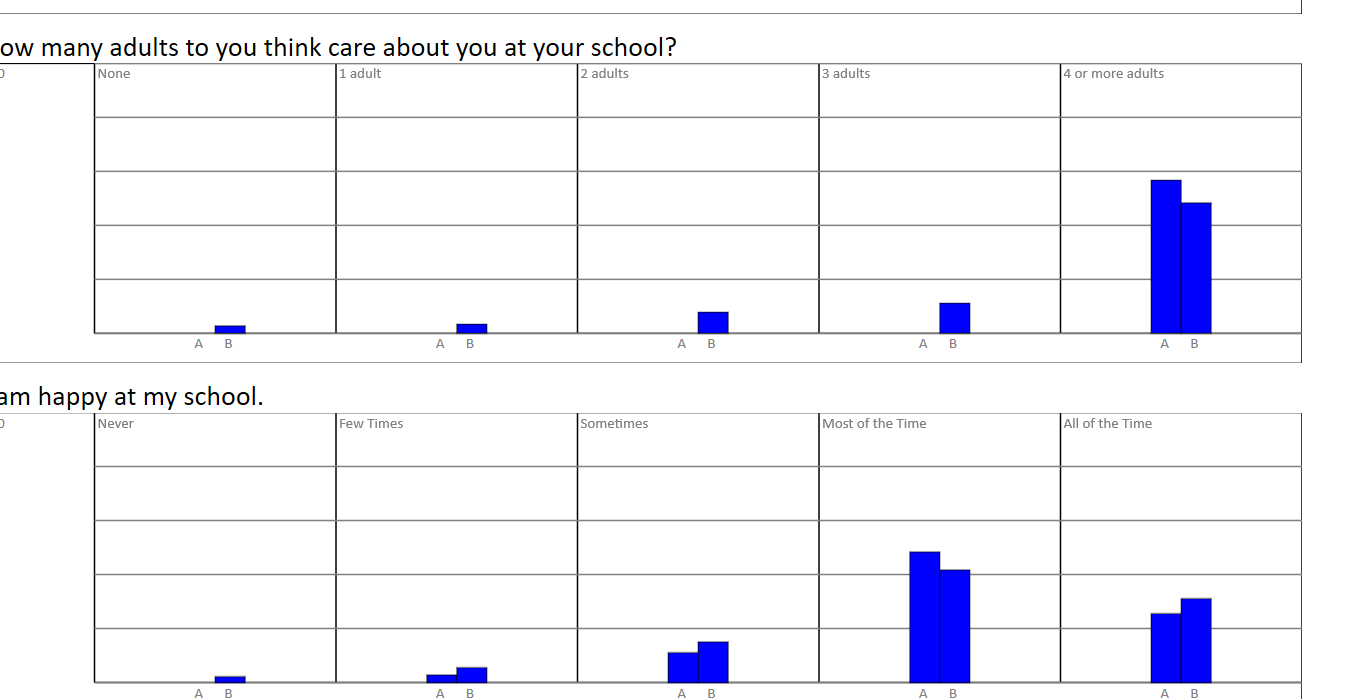 ow many adults to you think care about you at your school?
0 None 1 adult 2 adults 3 adults 4 or more adults
A B A B A B A B A B
am happy at my school.
0 Never Few Times Sometimes Most of the Time All of the Time
A B A B A B A B A B